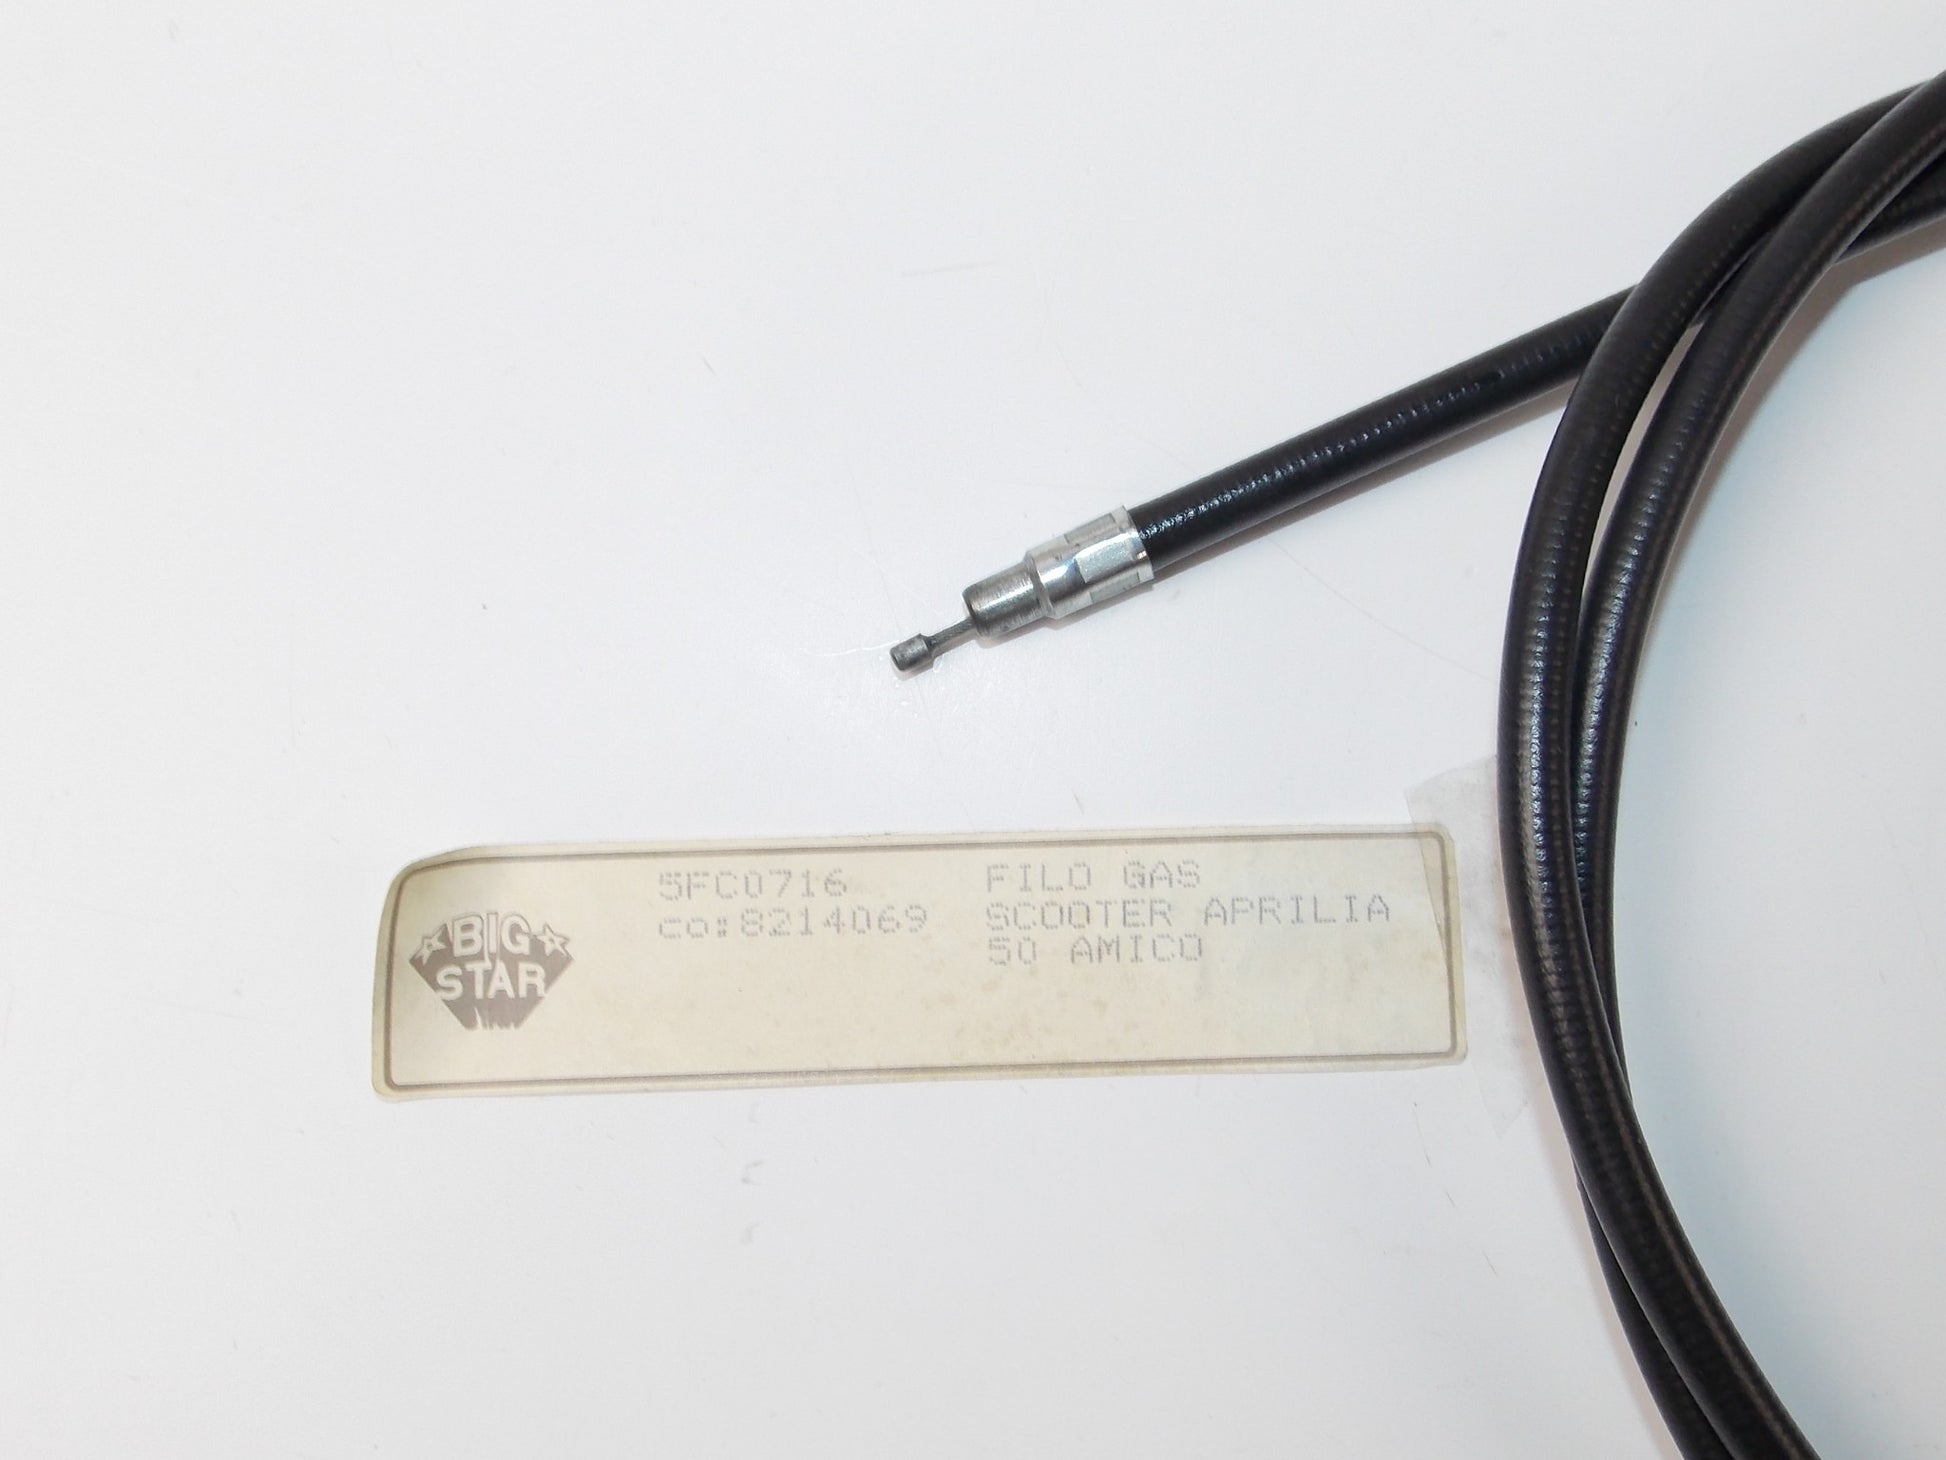 BIG
STAR
5FC0716
co:8214069
FILO GAS
SCOOTER APRILIA
50 AMICO